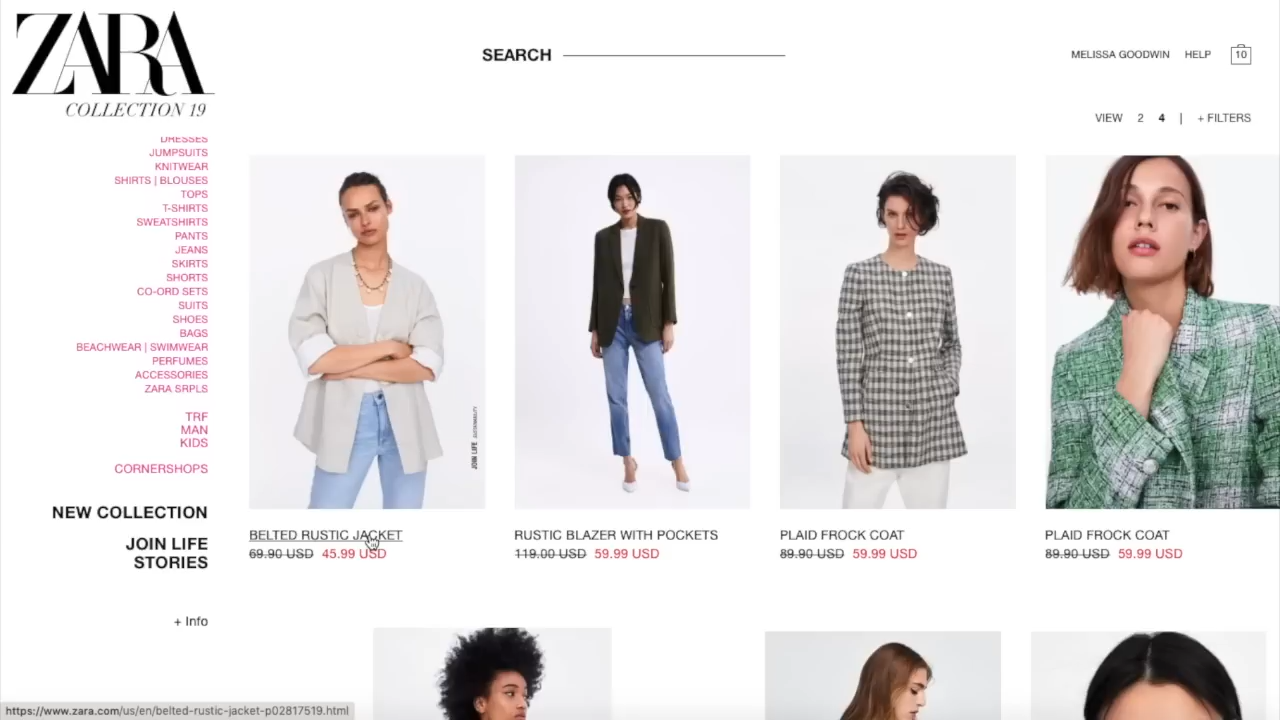 ZARA
COLLECTION 19
SEARCH
MELISSA GOODWIN HELP 10
VIEW 2 4 | + FILTERS
DRESSES
JUMPSUITS
KNITWEAR
SHIRTS | BLOUSES
TOPS
T-SHIRTS
SWEATSHIRTS
PANTS
JEANS
SKIRTS
SHORTS
CO-ORD SETS
SUITS
SHOES
BAGS
BEACHWEAR | SWIMWEAR
PERFUMES
ACCESSORIES
ZARA SRPLS
TRF
MAN
KIDS
CORNERSHOPS
NEW COLLECTION
JOIN LIFE
STORIES
+ Info
JOIN LIFE SUSTAINABILITY
BELTED RUSTIC JACKET
69.90 USD 45.99 USD
RUSTIC BLAZER WITH POCKETS
119.00 USD 59.99 USD
PLAID FROCK COAT
89.90 USD 59.99 USD
PLAID FROCK COAT
89.90 USD 59.99 USD
https://www.zara.com/us/en/belted-rustic-jacket-p02817519.html